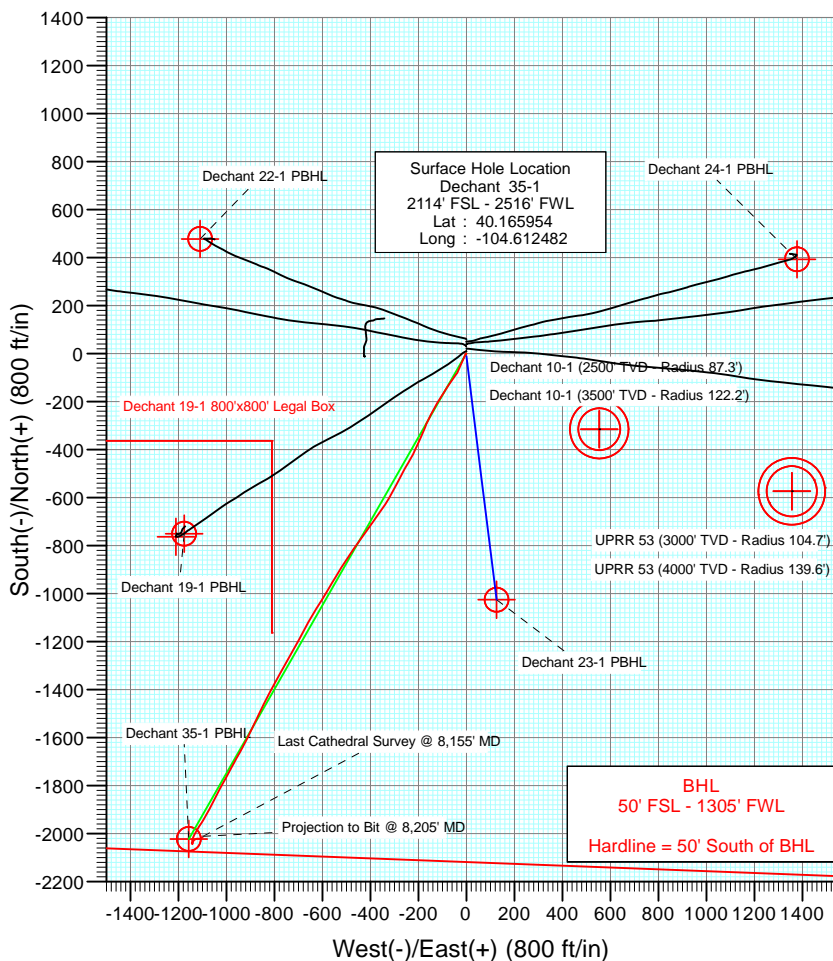 1400
1200
1000
800
600
400
200
0
-200
-400
-600
-800
-1000
-1200
-1400
-1600
-1800
-2000
-2200
South(-)/North(+) (800 ft/in)
Dechant 22-1 PBHL
Surface Hole Location
Dechant 35-1
2114' FSL - 2516' FWL
Lat : 40.165954
Long : -104.612482
Dechant 24-1 PBHL
Dechant 10-1 (2500' TVD - Radius 87.3')
Dechant 10-1 (3500' TVD - Radius 122.2')
Dechant 19-1 800'x800' Legal Box
UPRR 53 (3000' TVD - Radius 104.7')
UPRR 53 (4000' TVD - Radius 139.6')
Dechant 19-1 PBHL
Dechant 23-1 PBHL
Dechant 35-1 PBHL
Last Cathedral Survey @ 8,155' MD
Projection to Bit @ 8,205' MD
BHL
50' FSL - 1305' FWL
Hardline = 50' South of BHL
-1400 -1200 -1000 -800 -600 -400 -200 0 200 400 600 800 1000 1200 1400
West(-)/East(+) (800 ft/in)